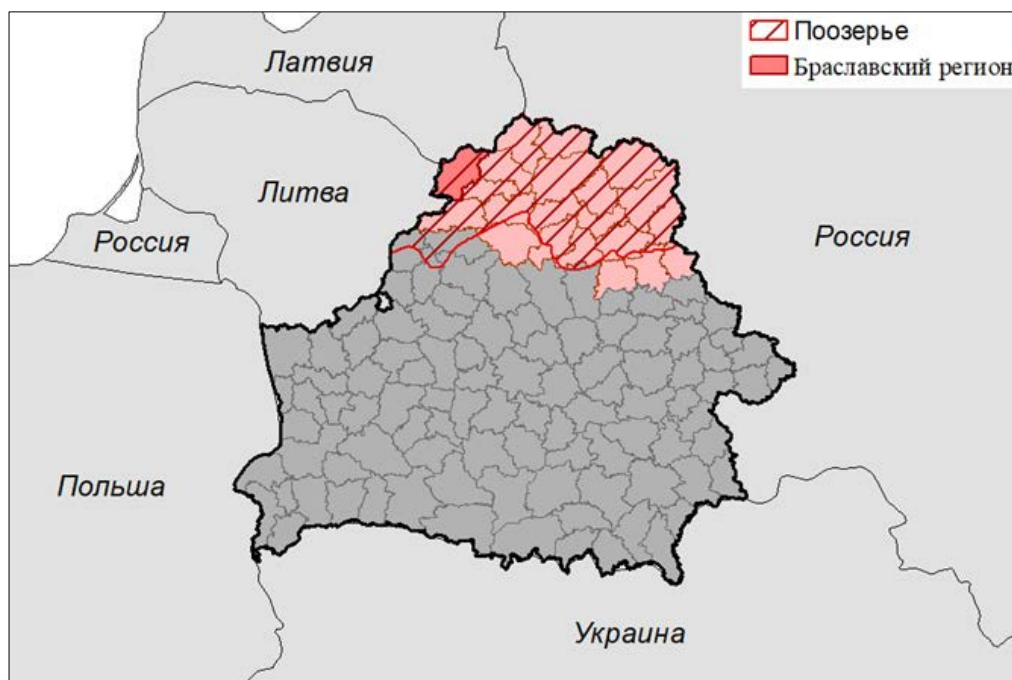 Поозерье
Браславский регион
Латвия
Литва
Россия
Россия
Польша
Украина